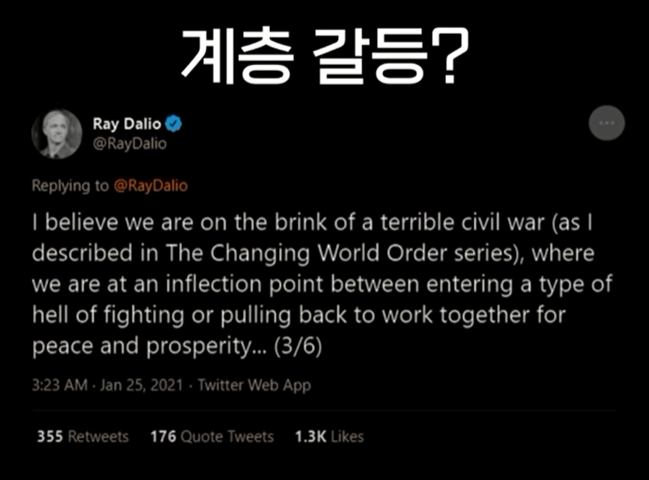 계층 갈등?
Ray Dalio
@RayDalio
Replying to @RayDalio
I believe we are on the brink of a terrible civil war (as I
described in The Changing World Order series), where
we are at an inflection point between entering a type of
hell of fighting or pulling back to work together for
peace and prosperity... (3/6)
3:23 AM · Jan 25, 2021 · Twitter Web App
355 Retweets 176 Quote Tweets 1.3K Likes